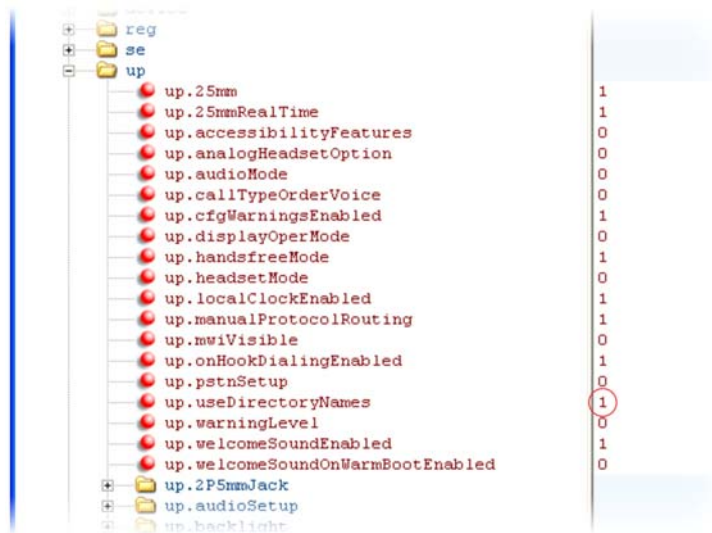 reg
se
up
up.25mm 1
up.25mmRealTime 1
up.accessibilityFeatures 0
up.analogHeadsetOption 0
up.audioMode 0
up.callTypeOrderVoice 0
up.cfgWarningsEnabled 1
up.displayOperMode 0
up.handsfreeMode 1
up.headsetMode 0
up.localClockEnabled 1
up.manualProtocolRouting 1
up.mwiVisible 0
up.onHookDialingEnabled 1
up.pstnSetup 0
up.useDirectoryNames 1
up.warningLevel 0
up.welcomeSoundEnabled 1
up.welcomeSoundOnWarmBootEnabled 0
up.2P5mmJack
up.audioSetup
up.backlight